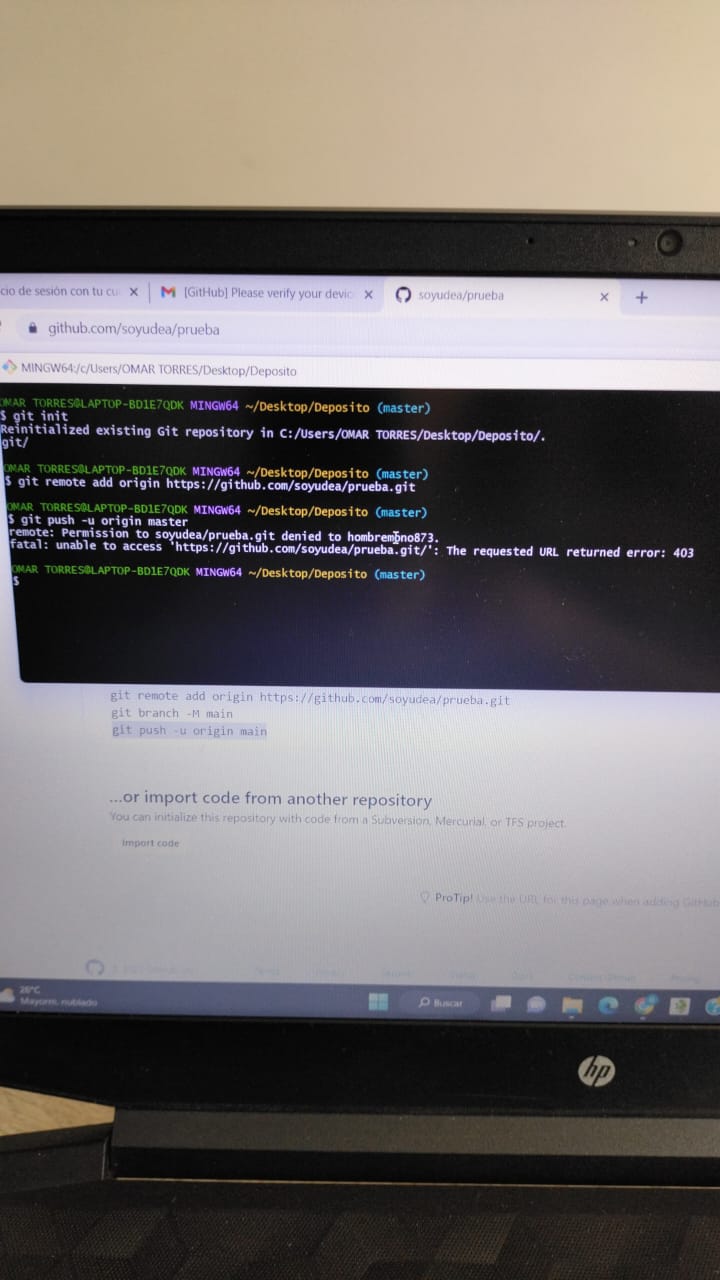 cio de sesión con tu cu
[GitHub] Please verify your devic
soyudea/prueba
github.com/soyudea/prueba
MINGW64:/c/Users/OMAR TORRES/Desktop/Deposito
OMAR TORRES@LAPTOP-BD1E7QDK MINGW64 ~/Desktop/Deposito (master)
$ git init
Reinitialized existing Git repository in C:/Users/OMAR TORRES/Desktop/Deposito/.
git/
OMAR TORRES@LAPTOP-BD1E7QDK MINGW64 ~/Desktop/Deposito (master)
$ git remote add origin https://github.com/soyudea/prueba.git
OMAR TORRES@LAPTOP-BD1E7QDK MINGW64 ~/Desktop/Deposito (master)
$ git push -u origin master
remote: Permission to soyudea/prueba.git denied to hombremono873.
fatal: unable to access 'https://github.com/soyudea/prueba.git/': The requested URL returned error: 403
OMAR TORRES@LAPTOP-BD1E7QDK MINGW64 ~/Desktop/Deposito (master)
$
git remote add origin https://github.com/soyudea/prueba.git
git branch -M main
git push -u origin main
...or import code from another repository
You can initialize this repository with code from a Subversion, Mercurial, or TFS project.
Import code
ProTip! Use the URL for this page when adding GitHub
26°C
Mayorm. nublado
Buscar
hp